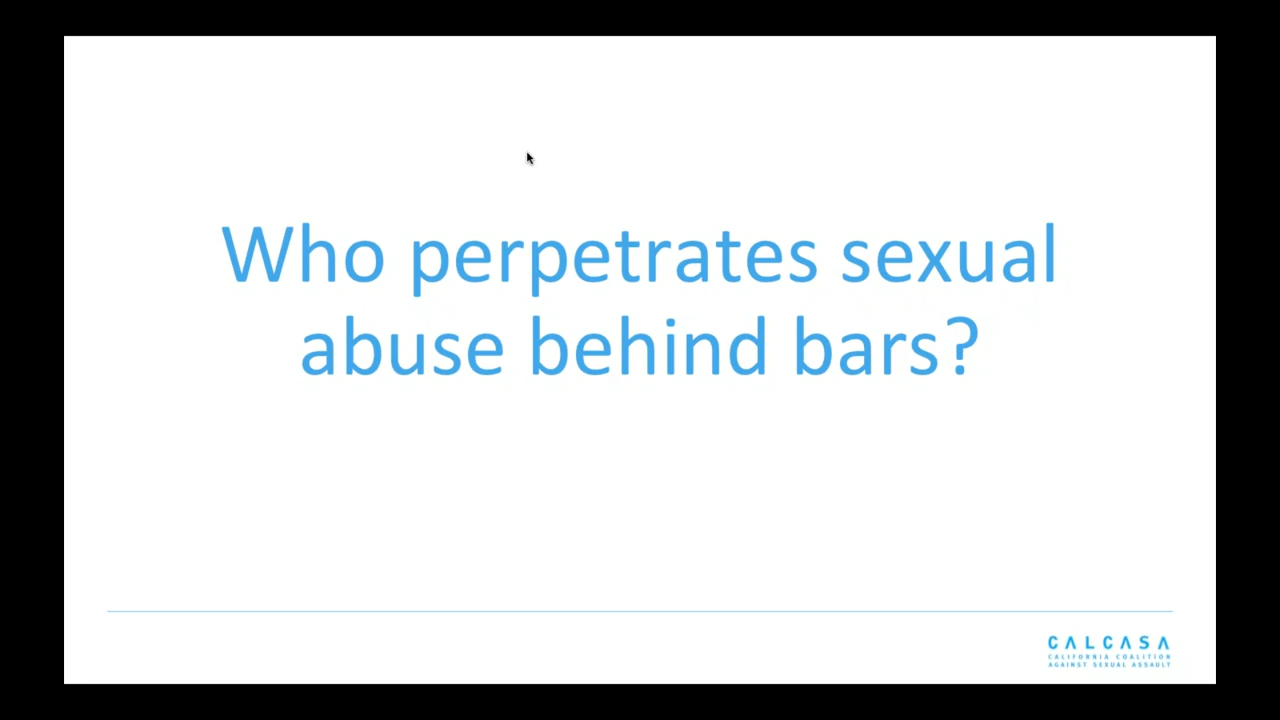 Who perpetrates sexual
abuse behind bars?
CALCASA
CALIFORNIA COALITION
AGAINST SEXUAL ASSAULT